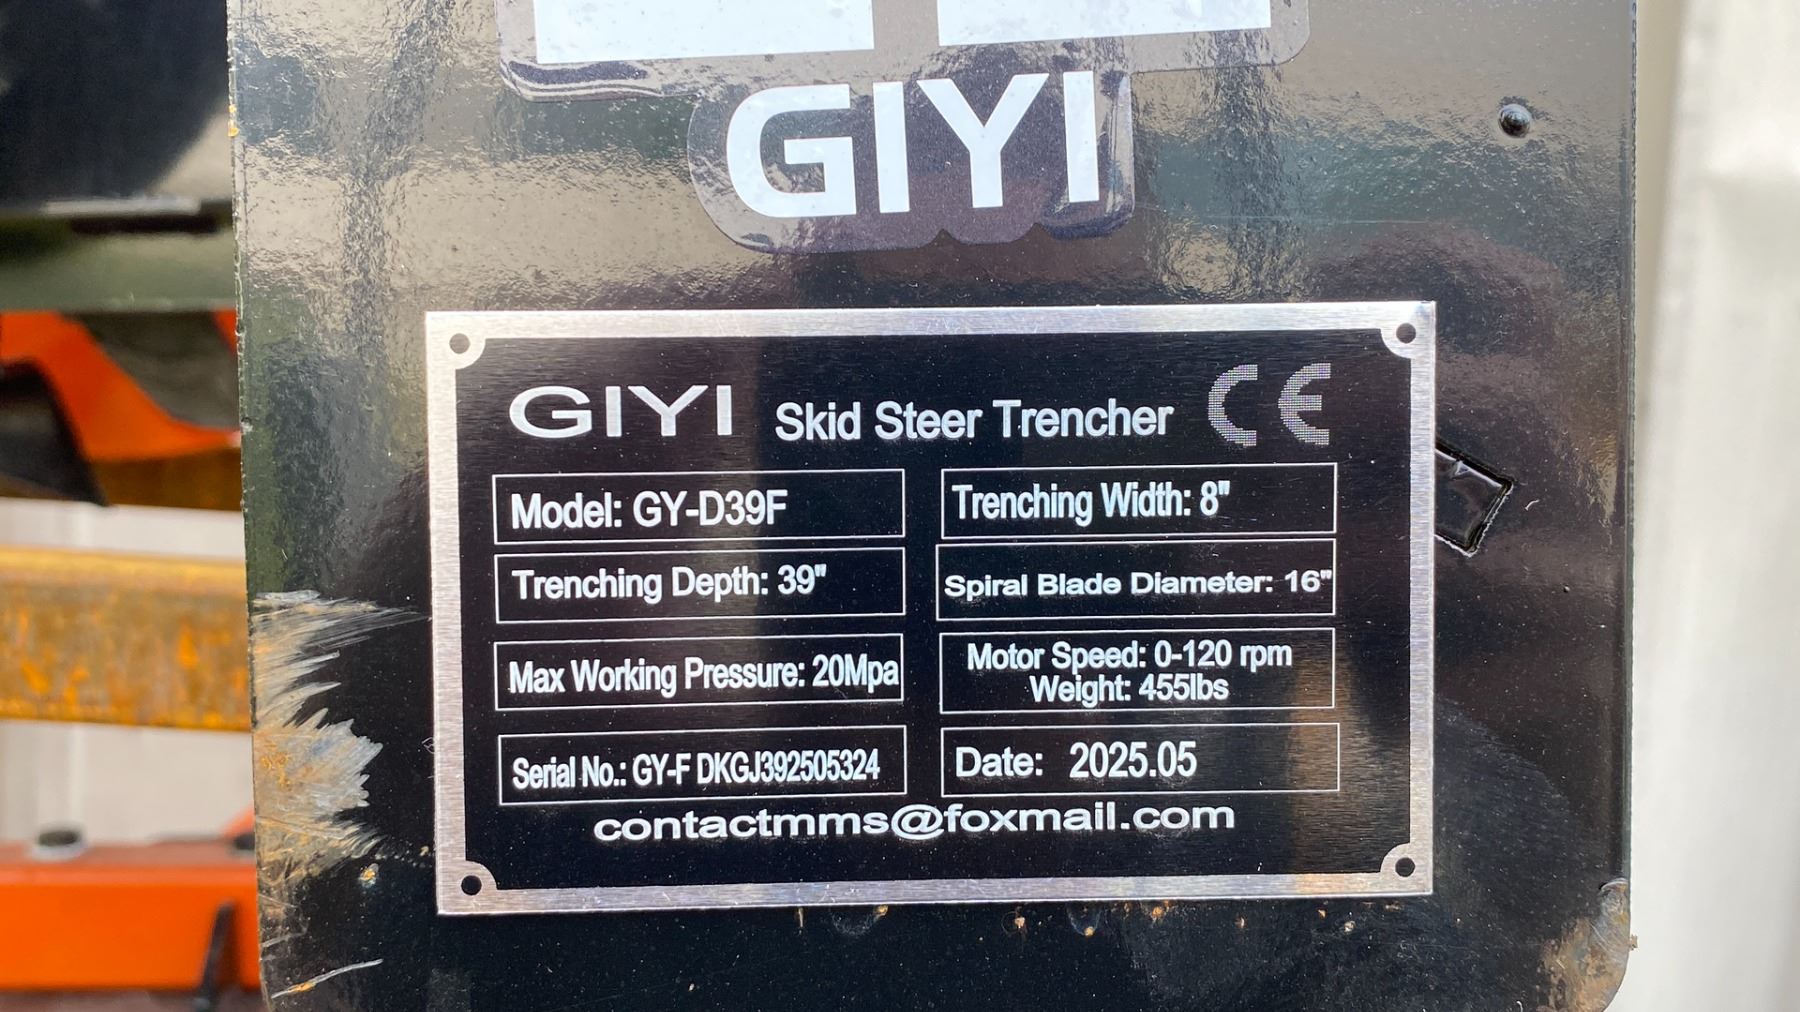 GIYI
GIYI Skid Steer Trencher CE
Model: GY-D39F
Trenching Width: 8"
Trenching Depth: 39"
Spiral Blade Diameter: 16"
Max Working Pressure: 20Mpa
Motor Speed: 0-120 rpm
Weight: 455lbs
Serial No.: GY-F DKGJ392505324
Date: 2025.05
contactmms@foxmail.com